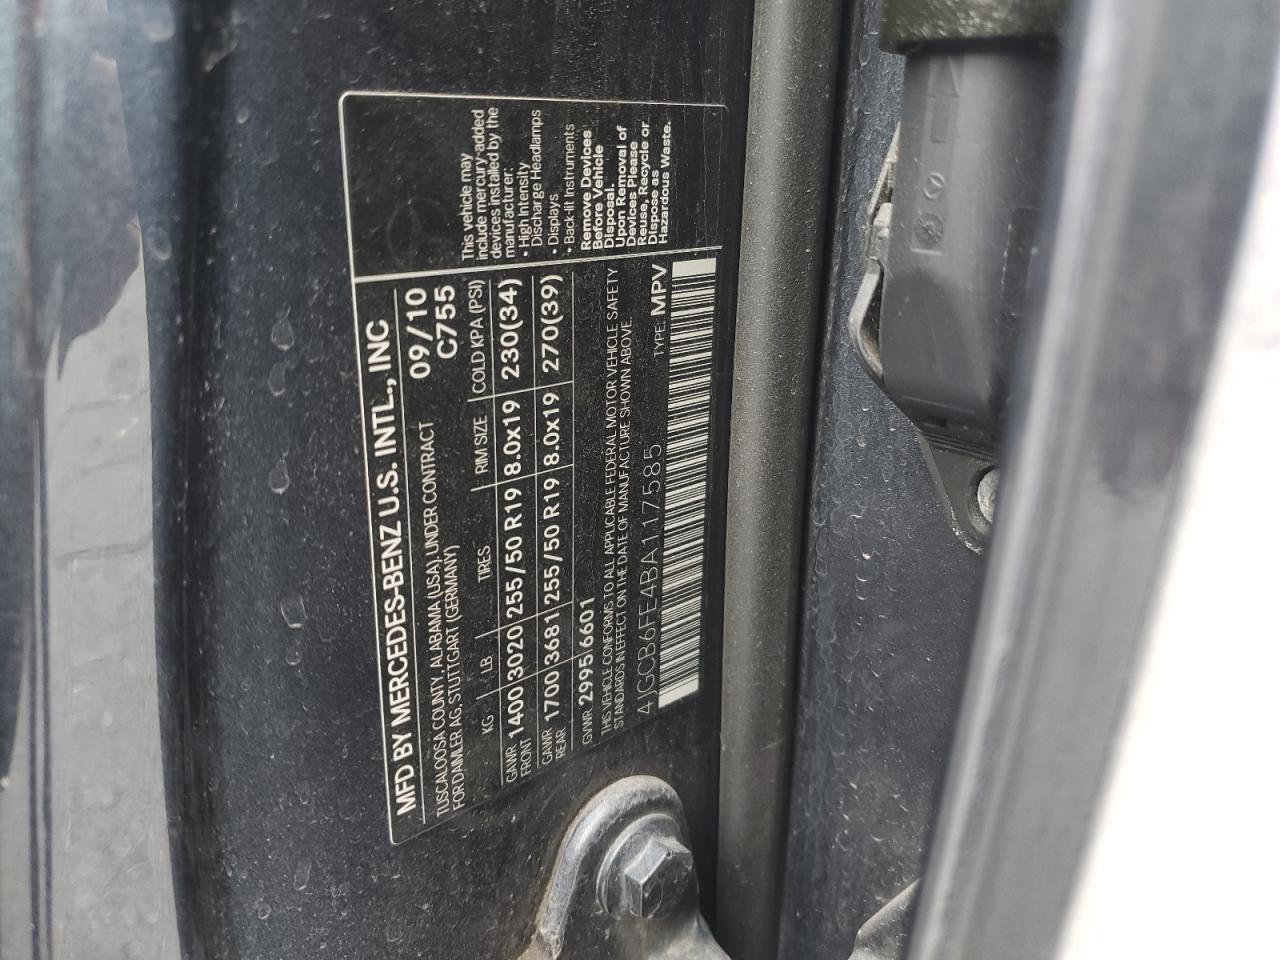 MFD BY MERCEDES-BENZ U.S. INTL., INC
TUSCALOOSA COUNTY, ALABAMA (USA), UNDER CONTRACT 09/10
FOR DAIMLER AG, STUTTGART (GERMANY) C755
KG LB TIRES RIM SIZE COLD KPA (PSI)
GAWR FRONT 1400 3020 255/50 R19 8.0x19 230(34)
GAWR REAR 1700 3681 255/50 R19 8.0x19 270(39)
GVWR 2995 6601
THIS VEHICLE CONFORMS TO ALL APPLICABLE FEDERAL MOTOR VEHICLE SAFETY
STANDARDS IN EFFECT ON THE DATE OF MANUFACTURE SHOWN ABOVE.
4JGCB6FE4BA117585 TYPE: MPV
This vehicle may
include mercury-added
devices installed by the
manufacturer:
• High Intensity
Discharge Headlamps
• Displays
• Back-lit Instruments
Remove Devices
Before Vehicle
Disposal.
Upon Removal of
Devices Please
Reuse, Recycle or
Dispose as
Hazardous Waste.